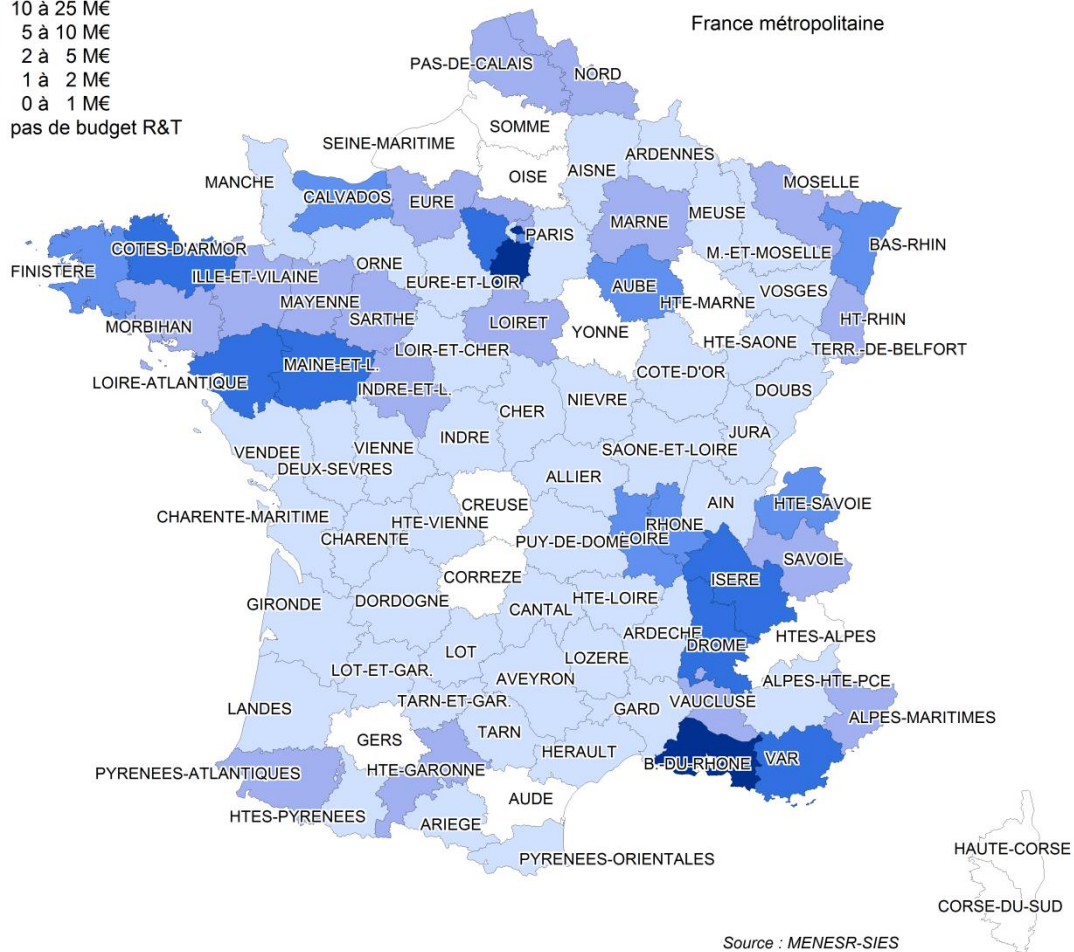 10 à 25 M€
5 à 10 M€
2 à 5 M€
1 à 2 M€
0 à 1 M€
pas de budget R&T
France métropolitaine
PAS-DE-CALAIS
NORD
SOMME
SEINE-MARITIME
OISE
AISNE
ARDENNES
MANCHE
CALVADOS
EURE
MOSELLE
MARNE
MEUSE
PARIS
BAS-RHIN
COTES-D'ARMOR
M.-ET-MOSELLE
ORNE
FINISTERE
ILLE-ET-VILAINE
EURE-ET-LOIR
AUBE
VOSGES
HTE-MARNE
MAYENNE
SARTHE
LOIRET
HT-RHIN
MORBIHAN
YONNE
HTE-SAONE
TERR.-DE-BELFORT
LOIR-ET-CHER
MAINE-ET-L.
COTE-D'OR
LOIRE-ATLANTIQUE
INDRE-ET-L.
DOUBS
NIEVRE
CHER
JURA
INDRE
VENDEE
VIENNE
SAONE-ET-LOIRE
DEUX-SEVRES
ALLIER
AIN
HTE-SAVOIE
CREUSE
CHARENTE-MARITIME
HTE-VIENNE
RHONE
CHARENTE
PUY-DE-DOME
OIRE
SAVOIE
CORREZE
ISERE
GIRONDE
DORDOGNE
CANTAL
HTE-LOIRE
ARDECHE
HTES-ALPES
DROME
LOT
LOZERE
LOT-ET-GAR.
AVEYRON
ALPES-HTE-PCE
LANDES
TARN-ET-GAR.
GARD
VAUCLUSE
ALPES-MARITIMES
TARN
GERS
HERAULT
B.-DU-RHONE
VAR
PYRENEES-ATLANTIQUES
HTE-GARONNE
AUDE
HTES-PYRENEES
ARIEGE
PYRENEES-ORIENTALES
HAUTE-CORSE
CORSE-DU-SUD
Source : MENESR-SIES